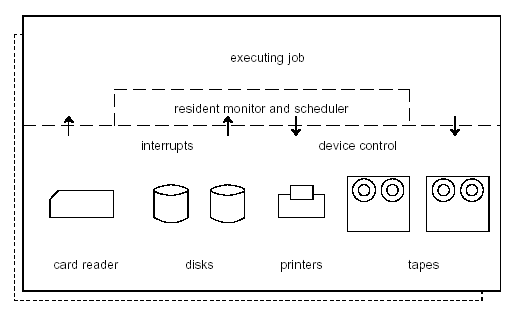 executing job
resident monitor and scheduler
interrupts
device control
card reader
disks
printers
tapes